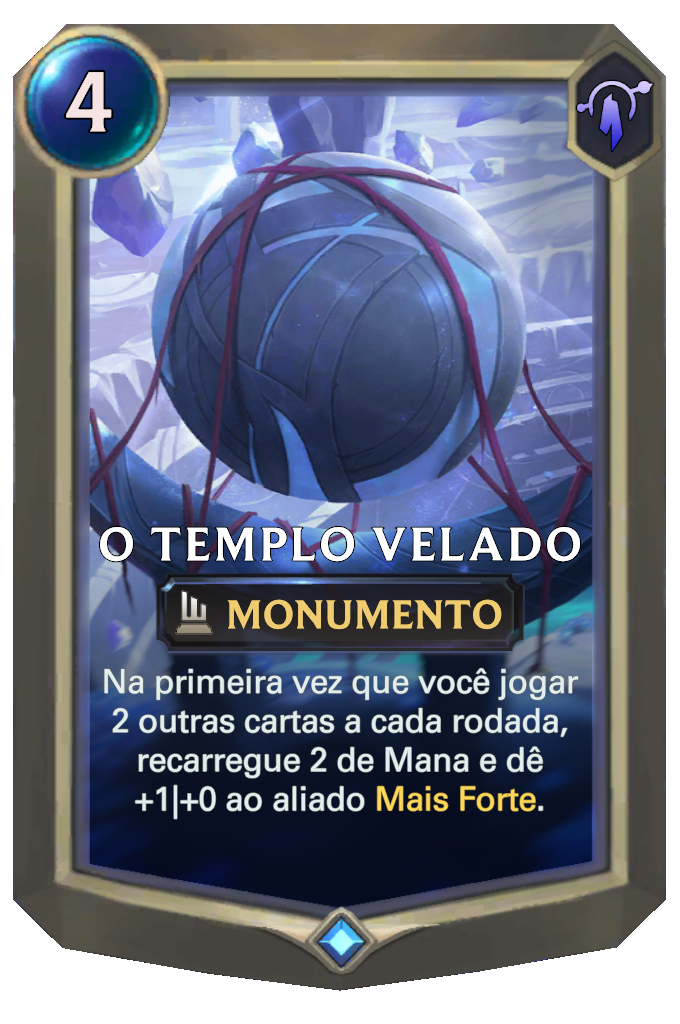 4
O TEMPLO VELADO
MONUMENTO
Na primeira vez que você jogar
2 outras cartas a cada rodada,
recarregue 2 de Mana e dê
+1|+0 ao aliado Mais Forte.